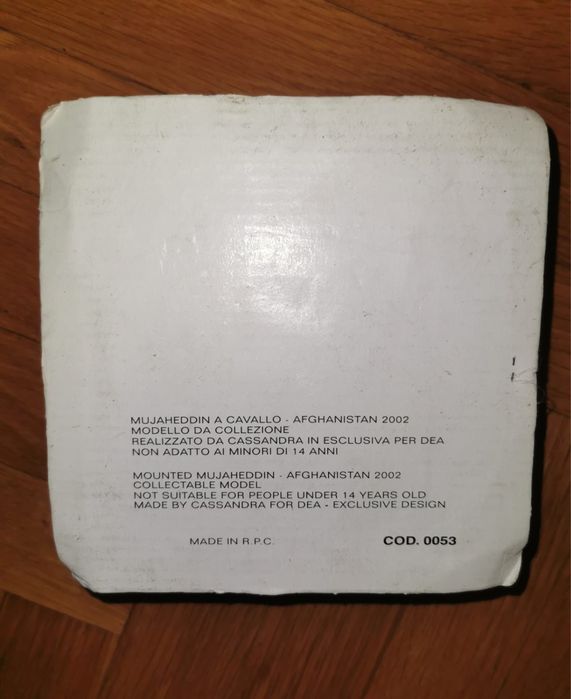 MUJAHEDDIN A CAVALLO - AFGHANISTAN 2002
MODELLO DA COLLEZIONE
REALIZZATO DA CASSANDRA IN ESCLUSIVA PER DEA
NON ADATTO AI MINORI DI 14 ANNI
MOUNTED MUJAHEDDIN - AFGHANISTAN 2002
COLLECTABLE MODEL
NOT SUITABLE FOR PEOPLE UNDER 14 YEARS OLD
MADE BY CASSANDRA FOR DEA - EXCLUSIVE DESIGN
MADE IN R.P.C.
COD. 0053